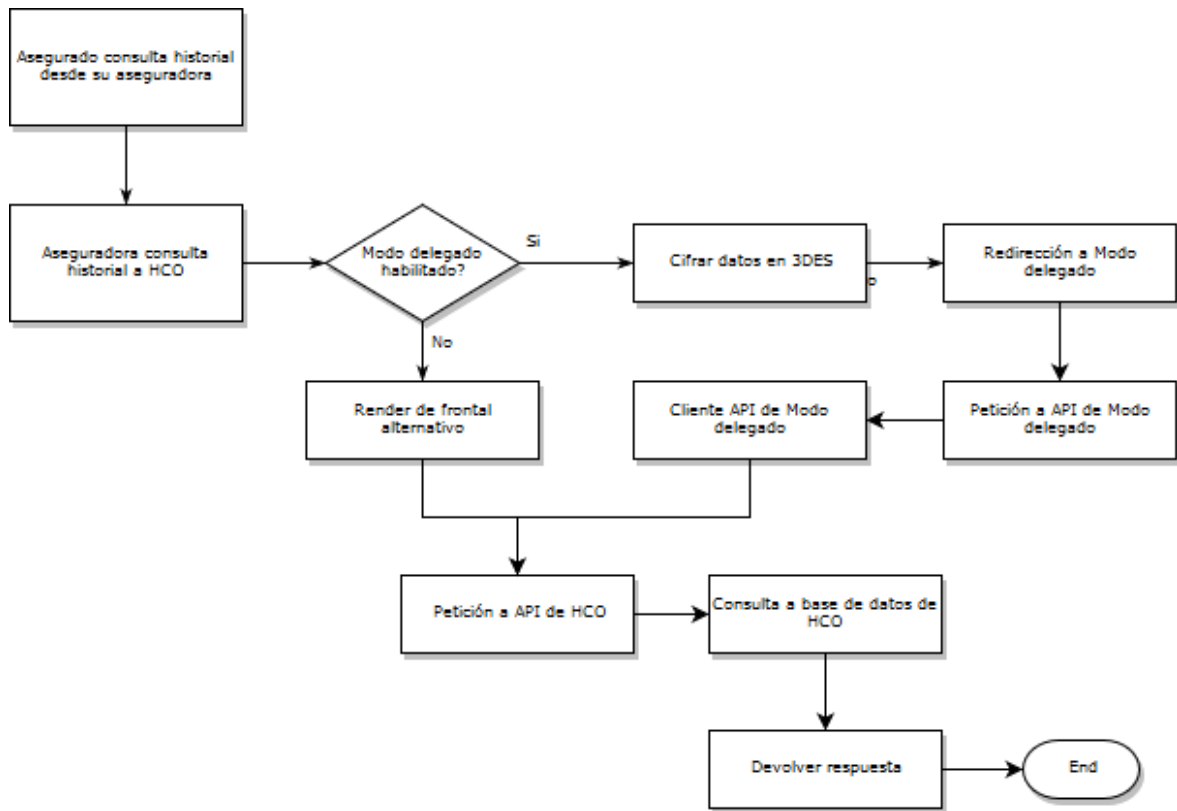 Asegurado consulta historial
desde su aseguradora
Aseguradora consulta
historial a HCO
Modo delegado
habilitado?
Si
Cifrar datos en 3DES
o
Redirección a Modo
delegado
No
Render de frontal
alternativo
Cliente API de Modo
delegado
Petición a API de Modo
delegado
Petición a API de HCO
Consulta a base de datos de
HCO
Devolver respuesta
End